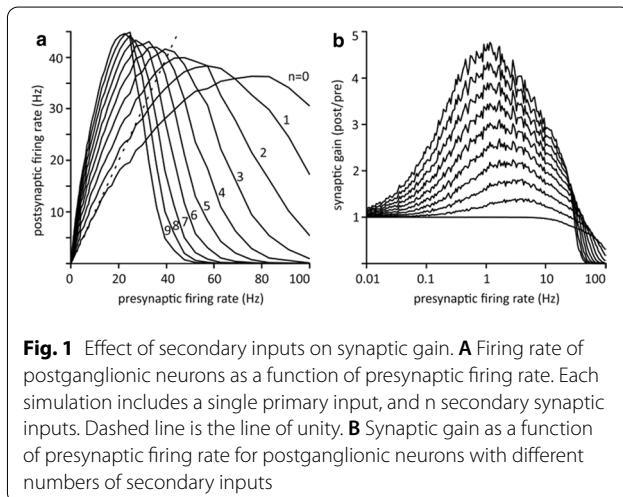 a
b
40
30
20
10
postsynaptic firing rate (Hz)
n=0
1
2
3
4
5
6
7
8
9
0 20 40 60 80 100
presynaptic firing rate (Hz)
5
4
3
2
1
0
synaptic gain (post/pre)
0.01 0.1 1 10 100
presynaptic firing rate (Hz)
Fig. 1 Effect of secondary inputs on synaptic gain. A Firing rate of
postganglionic neurons as a function of presynaptic firing rate. Each
simulation includes a single primary input, and n secondary synaptic
inputs. Dashed line is the line of unity. B Synaptic gain as a function
of presynaptic firing rate for postganglionic neurons with different
numbers of secondary inputs